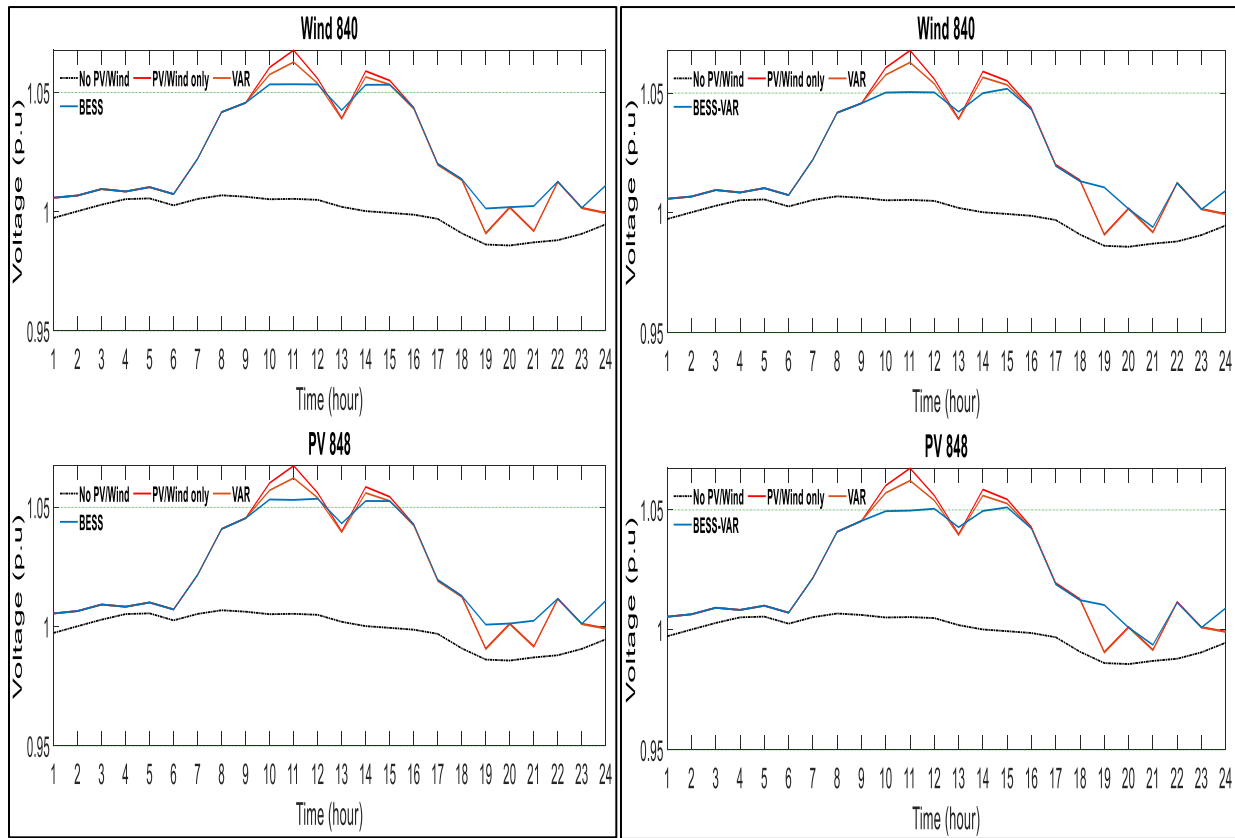 Wind 840
No PV/Wind PV/Wind only VAR
BESS
Voltage (p.u)
1.05
1
0.95
1 2 3 4 5 6 7 8 9 10 11 12 13 14 15 16 17 18 19 20 21 22 23 24
Time (hour)
PV 848
No PV/Wind PV/Wind only VAR
BESS
Voltage (p.u)
1.05
1
0.95
1 2 3 4 5 6 7 8 9 10 11 12 13 14 15 16 17 18 19 20 21 22 23 24
Time (hour)
Wind 840
No PV/Wind PV/Wind only VAR
BESS-VAR
Voltage (p.u)
1.05
1
0.95
1 2 3 4 5 6 7 8 9 10 11 12 13 14 15 16 17 18 19 20 21 22 23 24
Time (hour)
PV 848
No PV/Wind PV/Wind only VAR
BESS-VAR
Voltage (p.u)
1.05
1
0.95
1 2 3 4 5 6 7 8 9 10 11 12 13 14 15 16 17 18 19 20 21 22 23 24
Time (hour)